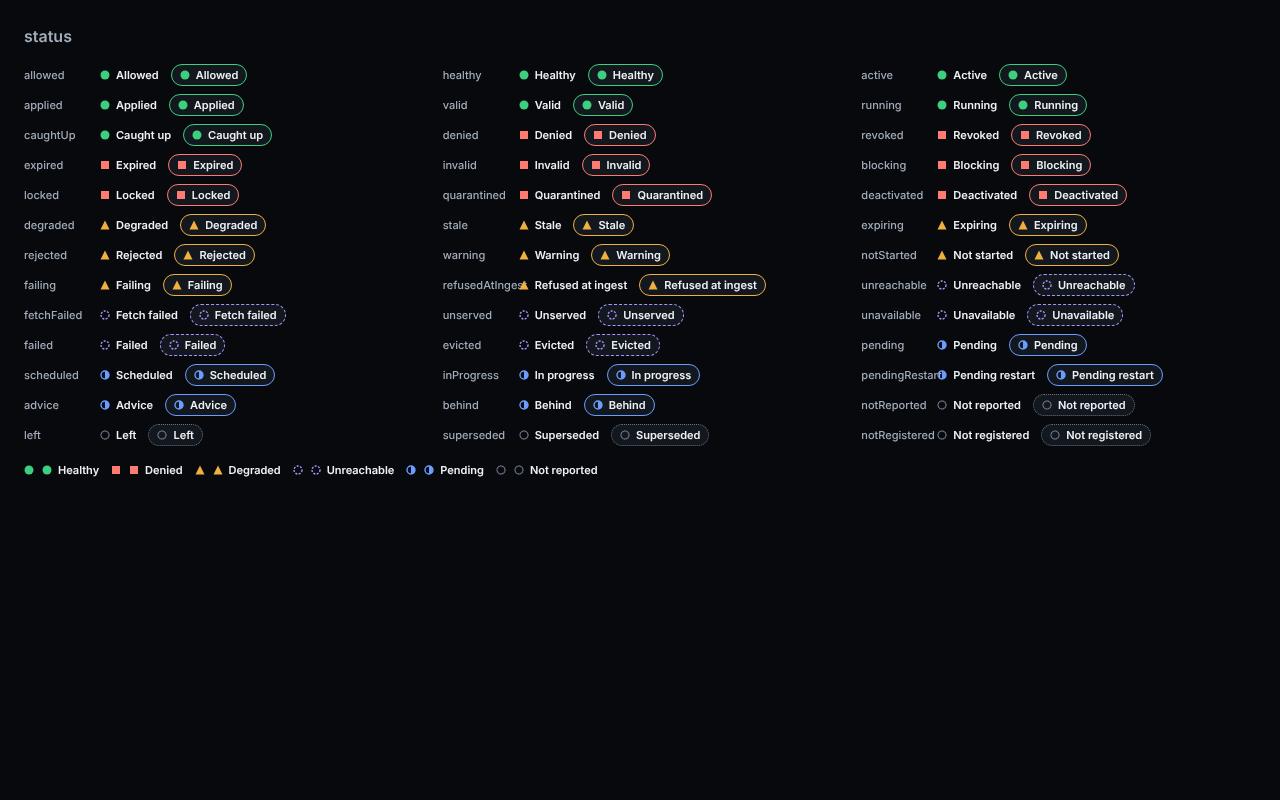 status
allowed Allowed Allowed healthy Healthy Healthy active Active Active
applied Applied Applied valid Valid Valid running Running Running
caughtUp Caught up Caught up denied Denied Denied revoked Revoked Revoked
expired Expired Expired invalid Invalid Invalid blocking Blocking Blocking
locked Locked Locked quarantined Quarantined Quarantined deactivated Deactivated Deactivated
degraded Degraded Degraded stale Stale Stale expiring Expiring Expiring
rejected Rejected Rejected warning Warning Warning notStarted Not started Not started
failing Failing Failing refusedAtInges Refused at ingest Refused at ingest unreachable Unreachable Unreachable
fetchFailed Fetch failed Fetch failed unserved Unserved Unserved unavailable Unavailable Unavailable
failed Failed Failed evicted Evicted Evicted pending Pending Pending
scheduled Scheduled Scheduled inProgress In progress In progress pendingRestar Pending restart Pending restart
advice Advice Advice behind Behind Behind notReported Not reported Not reported
left Left Left superseded Superseded Superseded notRegistered Not registered Not registered
Healthy Denied Degraded Unreachable Pending Not reported